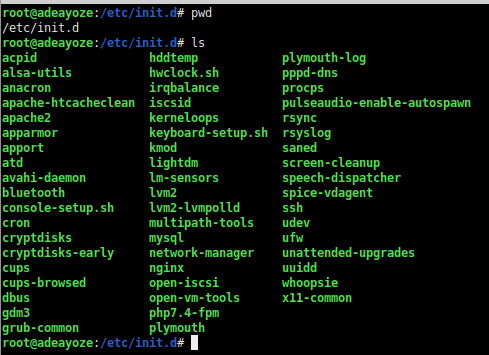 root@adeayoze:/etc/init.d# pwd
/etc/init.d
root@adeayoze:/etc/init.d# ls
acpid hddtemp plymouth-log
alsa-utils hwclock.sh pppd-dns
anacron irqbalance procps
apache-htcacheclean iscsid pulseaudio-enable-autospawn
apache2 kerneloops rsync
apparmor keyboard-setup.sh rsyslog
apport kmod saned
atd lightdm screen-cleanup
avahi-daemon lm-sensors speech-dispatcher
bluetooth lvm2 spice-vdagent
console-setup.sh lvm2-lvmpolld ssh
cron multipath-tools udev
cryptdisks mysql ufw
cryptdisks-early network-manager unattended-upgrades
cups nginx uuidd
cups-browsed open-iscsi whoopsie
dbus open-vm-tools x11-common
gdm3 php7.4-fpm
grub-common plymouth
root@adeayoze:/etc/init.d#